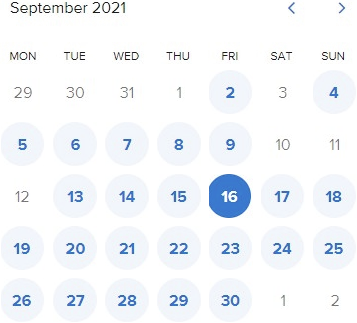 September 2021
MON TUE WED THU FRI SAT SUN
29 30 31 1 2 3 4
5 6 7 8 9 10 11
12 13 14 15 16 17 18
19 20 21 22 23 24 25
26 27 28 29 30 1 2